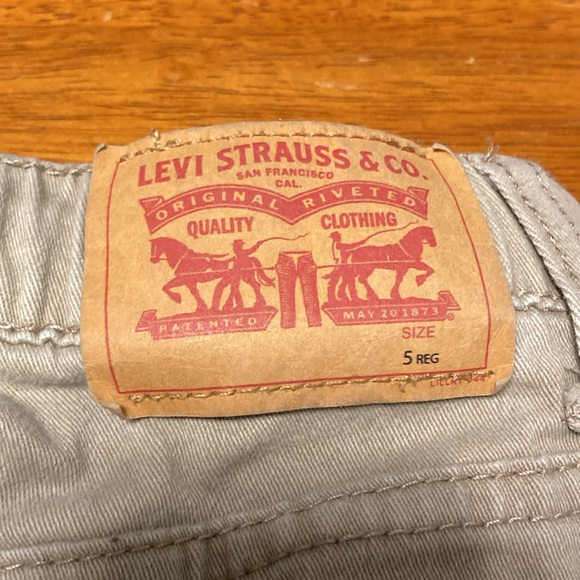 LEVI STRAUSS & CO.
SAN FRANCISCO
CAL.
ORIGINAL RIVETED
QUALITY CLOTHING
PATENTED MAY 20 1873 ®
SIZE
5 REG